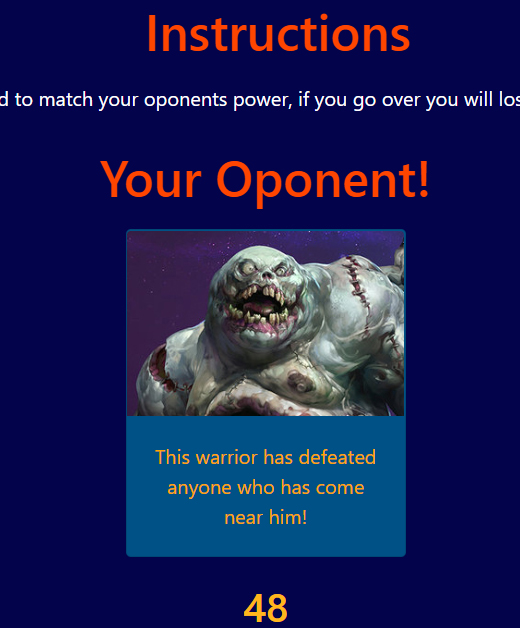 Instructions
d to match your oponents power, if you go over you will los
Your Oponent!
This warrior has defeated
anyone who has come
near him!
48